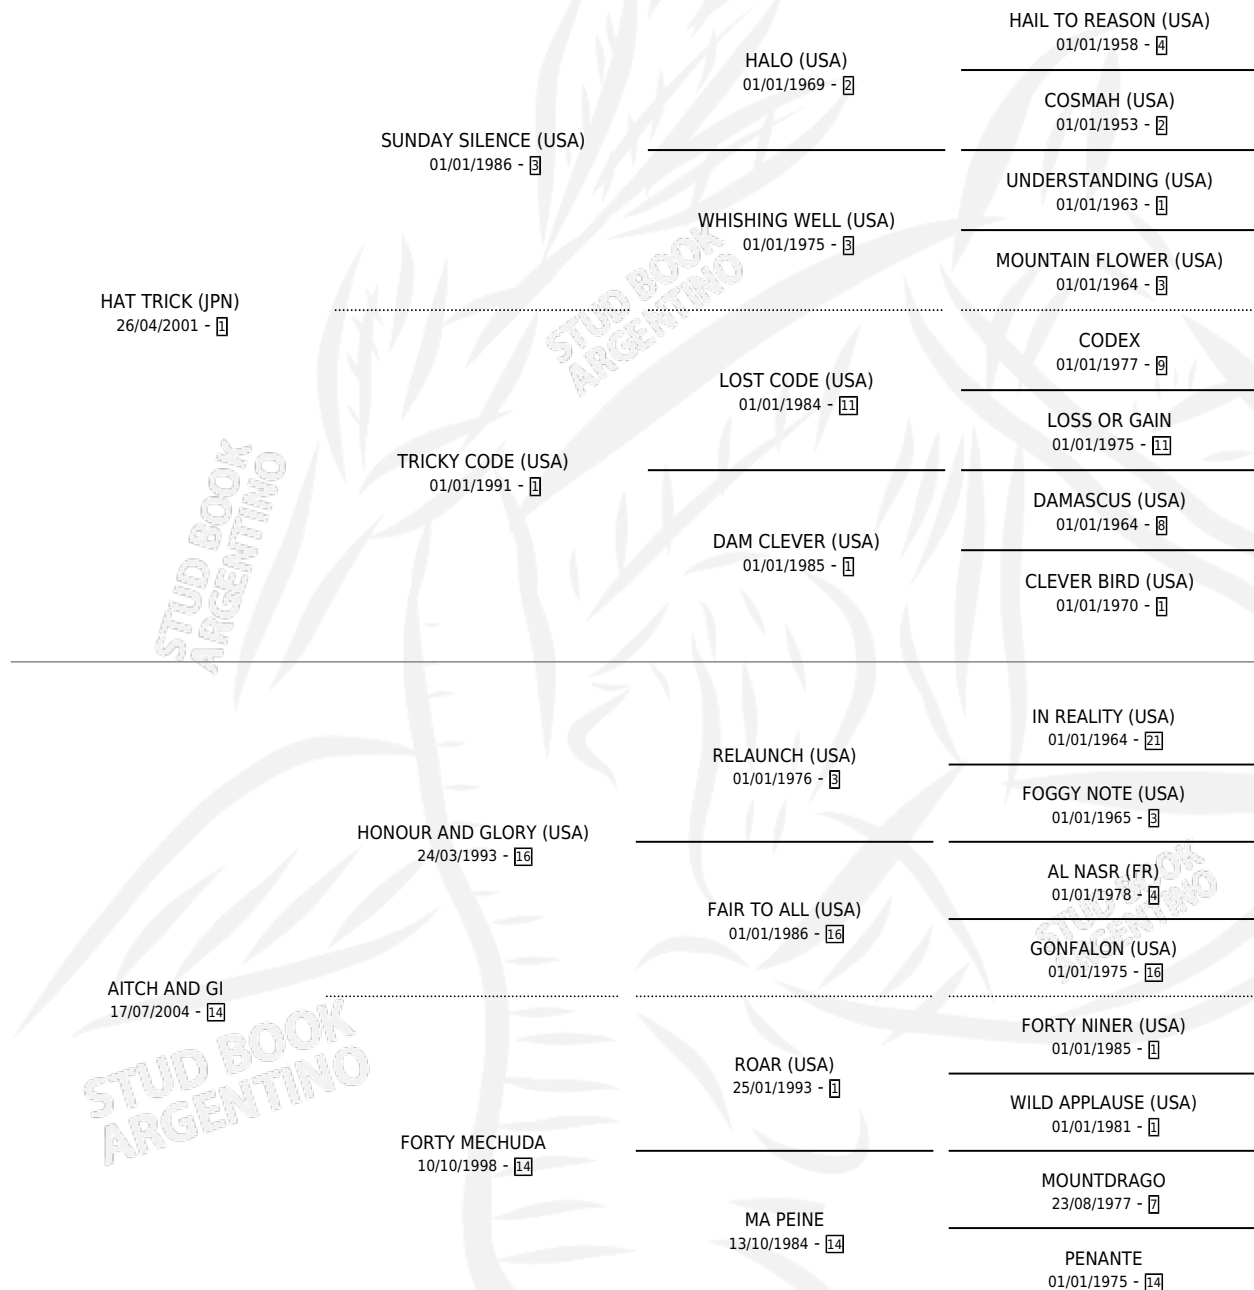 HAIL TO REASON (USA)
01/01/1958 - 4
HALO (USA)
01/01/1969 - 2
COSMAH (USA)
01/01/1953 - 2
SUNDAY SILENCE (USA)
01/01/1986 - 3
UNDERSTANDING (USA)
01/01/1963 - 1
WHISHING WELL (USA)
01/01/1975 - 3
MOUNTAIN FLOWER (USA)
01/01/1964 - 3
HAT TRICK (JPN)
26/04/2001 - 1
STUD BOOK
ARGENTINO
CODEX
01/01/1977 - 9
LOST CODE (USA)
01/01/1984 - 11
LOSS OR GAIN
01/01/1975 - 11
TRICKY CODE (USA)
01/01/1991 - 1
DAMASCUS (USA)
01/01/1964 - 8
DAM CLEVER (USA)
01/01/1985 - 1
CLEVER BIRD (USA)
01/01/1970 - 1
STUD BOOK
ARGENTINO
IN REALITY (USA)
01/01/1964 - 21
RELAUNCH (USA)
01/01/1976 - 3
FOGGY NOTE (USA)
01/01/1965 - 3
HONOUR AND GLORY (USA)
24/03/1993 - 16
AL NASR (FR)
01/01/1978 - 4
FAIR TO ALL (USA)
01/01/1986 - 16
STUD BOOK
ARGENTINO
GONFALON (USA)
01/01/1975 - 16
AITCH AND GI
17/07/2004 - 14
STUD BOOK
ARGENTINO
FORTY NINER (USA)
01/01/1985 - 1
ROAR (USA)
25/01/1993 - 1
WILD APPLAUSE (USA)
01/01/1981 - 1
FORTY MECHUDA
10/10/1998 - 14
MOUNTDRAGO
23/08/1977 - 7
MA PEINE
13/10/1984 - 14
PENANTE
01/01/1975 - 14